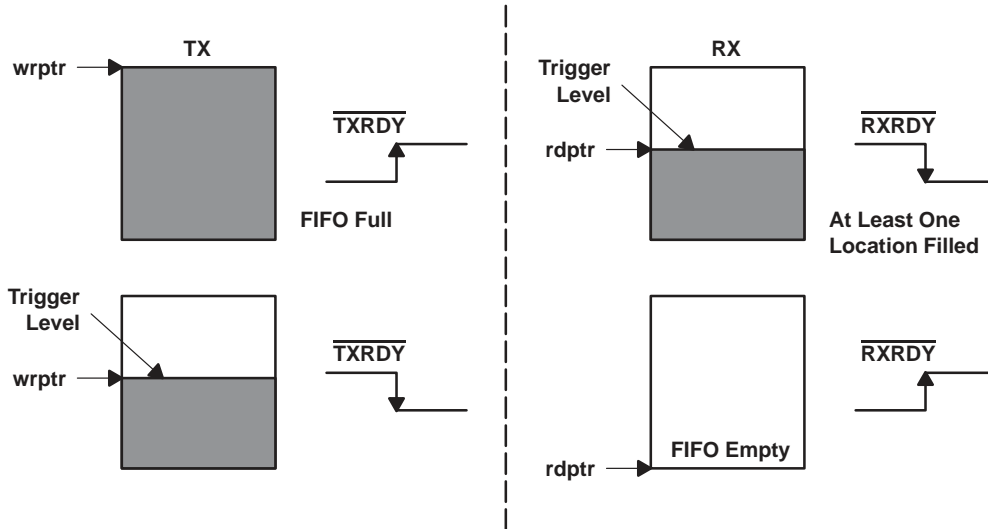 TX
wrptr
TXRDY
FIFO Full
Trigger
Level
wrptr
TXRDY
RX
Trigger
Level
rdptr
RXRDY
At Least One
Location Filled
RXRDY
FIFO Empty
rdptr